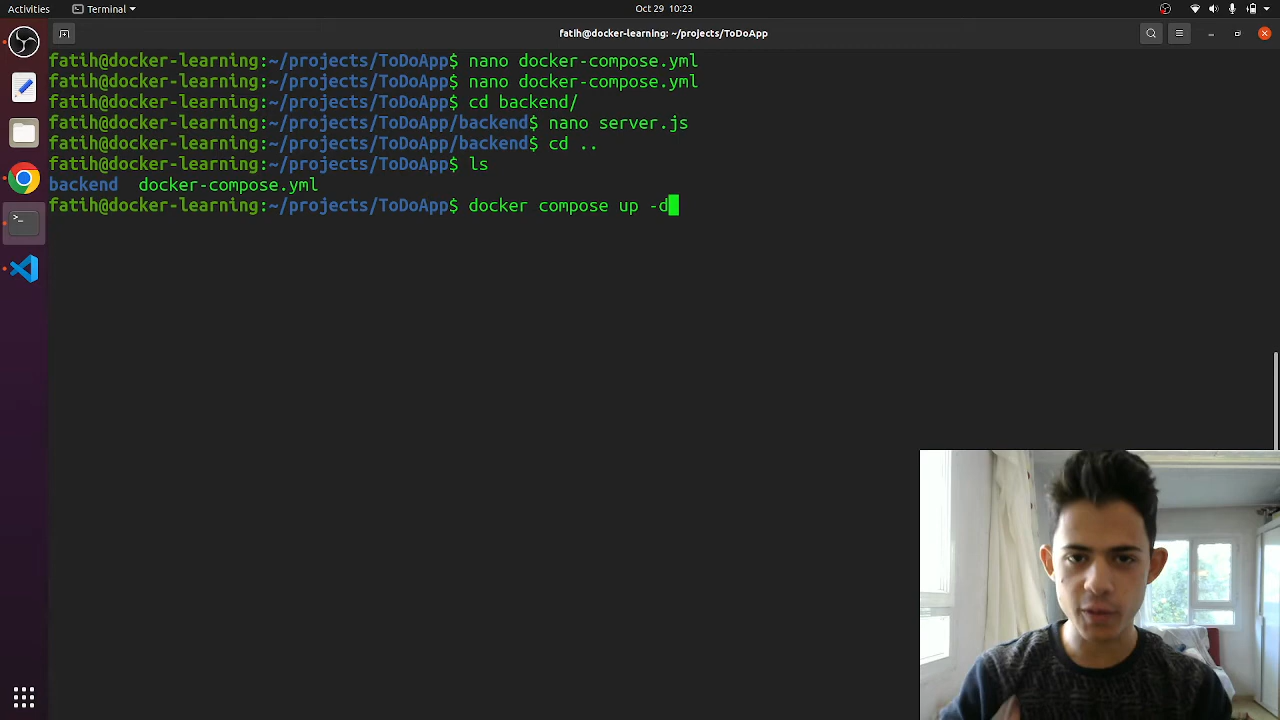 Activities
Terminal
Oct 29 10:23
fatih@docker-learning: ~/projects/ToDoApp
fatih@docker-learning:~/projects/ToDoApp$ nano docker-compose.yml
fatih@docker-learning:~/projects/ToDoApp$ nano docker-compose.yml
fatih@docker-learning:~/projects/ToDoApp$ cd backend/
fatih@docker-learning:~/projects/ToDoApp/backend$ nano server.js
fatih@docker-learning:~/projects/ToDoApp/backend$ cd ..
fatih@docker-learning:~/projects/ToDoApp$ ls
backend  docker-compose.yml
fatih@docker-learning:~/projects/ToDoApp$ docker compose up -d